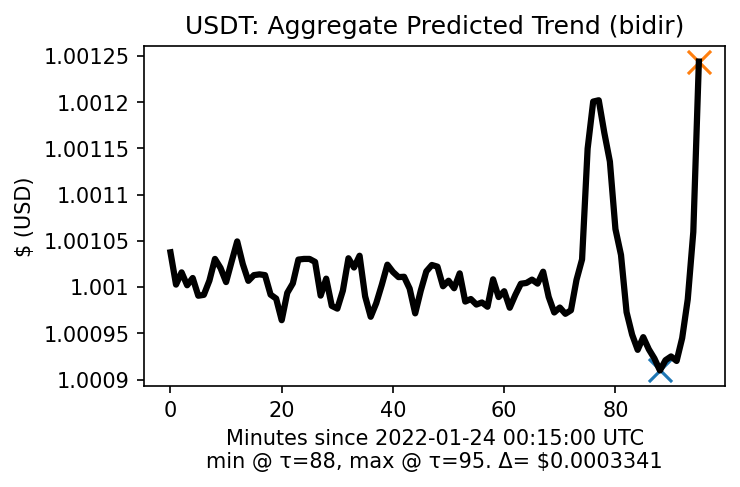 USDT: Aggregate Predicted Trend (bidir)
1.00125
1.0012
1.00115
1.0011
1.00105
1.001
1.00095
1.0009
$ (USD)
0 20 40 60 80
Minutes since 2022-01-24 00:15:00 UTC
min @ τ=88, max @ τ=95. Δ= $0.0003341